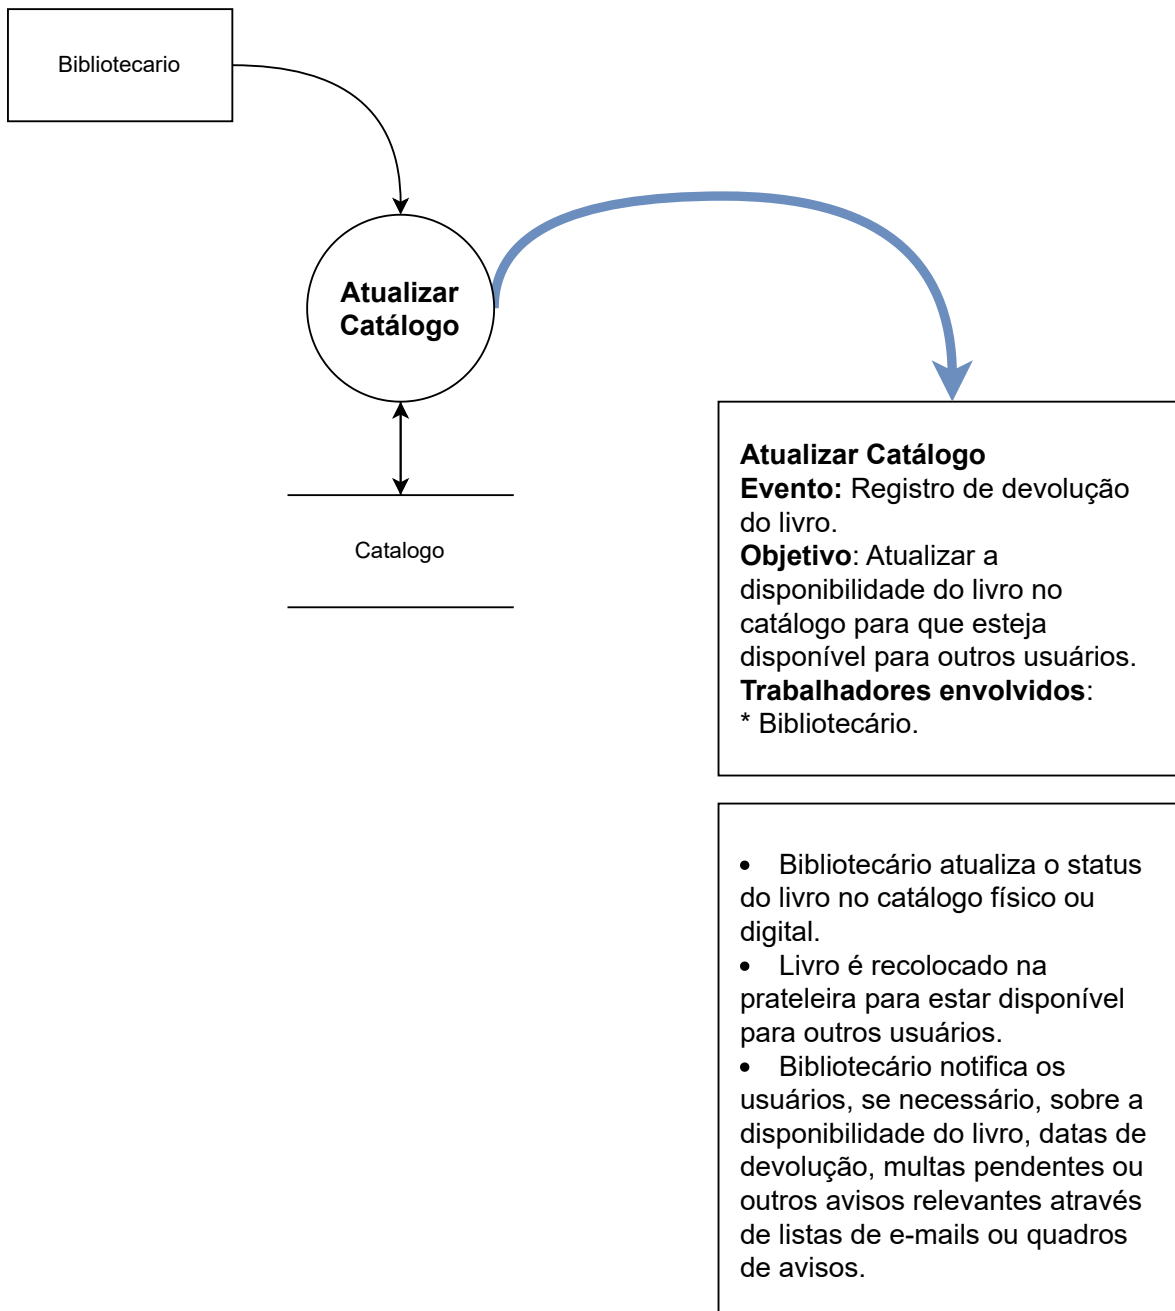 Bibliotecario
Atualizar
Catálogo
Catalogo
Atualizar Catálogo
Evento: Registro de devolução
do livro.
Objetivo: Atualizar a
disponibilidade do livro no
catálogo para que esteja
disponível para outros usuários.
Trabalhadores envolvidos:
* Bibliotecário.
• Bibliotecário atualiza o status
do livro no catálogo físico ou
digital.
• Livro é recolocado na
prateleira para estar disponível
para outros usuários.
• Bibliotecário notifica os
usuários, se necessário, sobre a
disponibilidade do livro, datas de
devolução, multas pendentes ou
outros avisos relevantes através
de listas de e-mails ou quadros
de avisos.